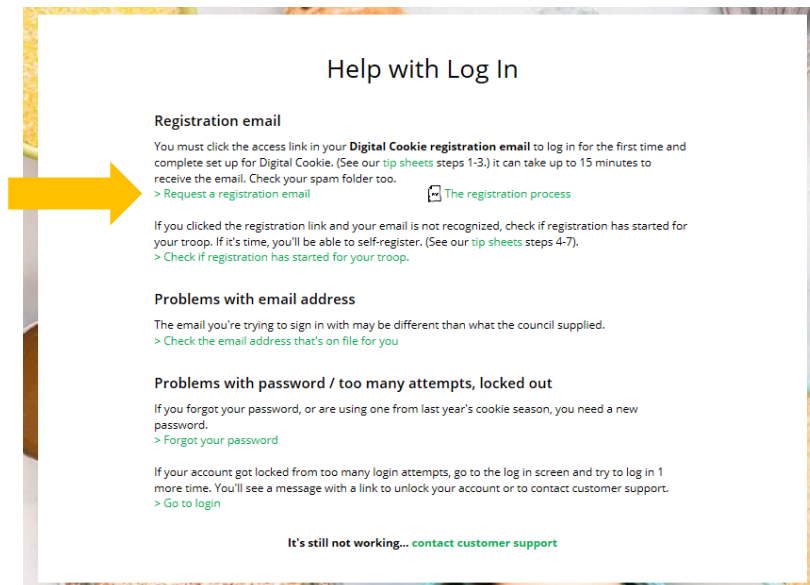 Help with Log In
Registration email
You must click the access link in your Digital Cookie registration email to log in for the first time and
complete set up for Digital Cookie. (See our tip sheets steps 1-3.) it can take up to 15 minutes to
receive the email. Check your spam folder too.
> Request a registration email The registration process
If you clicked the registration link and your email is not recognized, check if registration has started for
your troop. If it's time, you'll be able to self-register. (See our tip sheets steps 4-7).
> Check if registration has started for your troop.
Problems with email address
The email you're trying to sign in with may be different than what the council supplied.
> Check the email address that's on file for you
Problems with password / too many attempts, locked out
If you forgot your password, or are using one from last year's cookie season, you need a new
password.
> Forgot your password
If your account got locked from too many login attempts, go to the log in screen and try to log in 1
more time. You'll see a message with a link to unlock your account or to contact customer support.
> Go to login
It's still not working... contact customer support